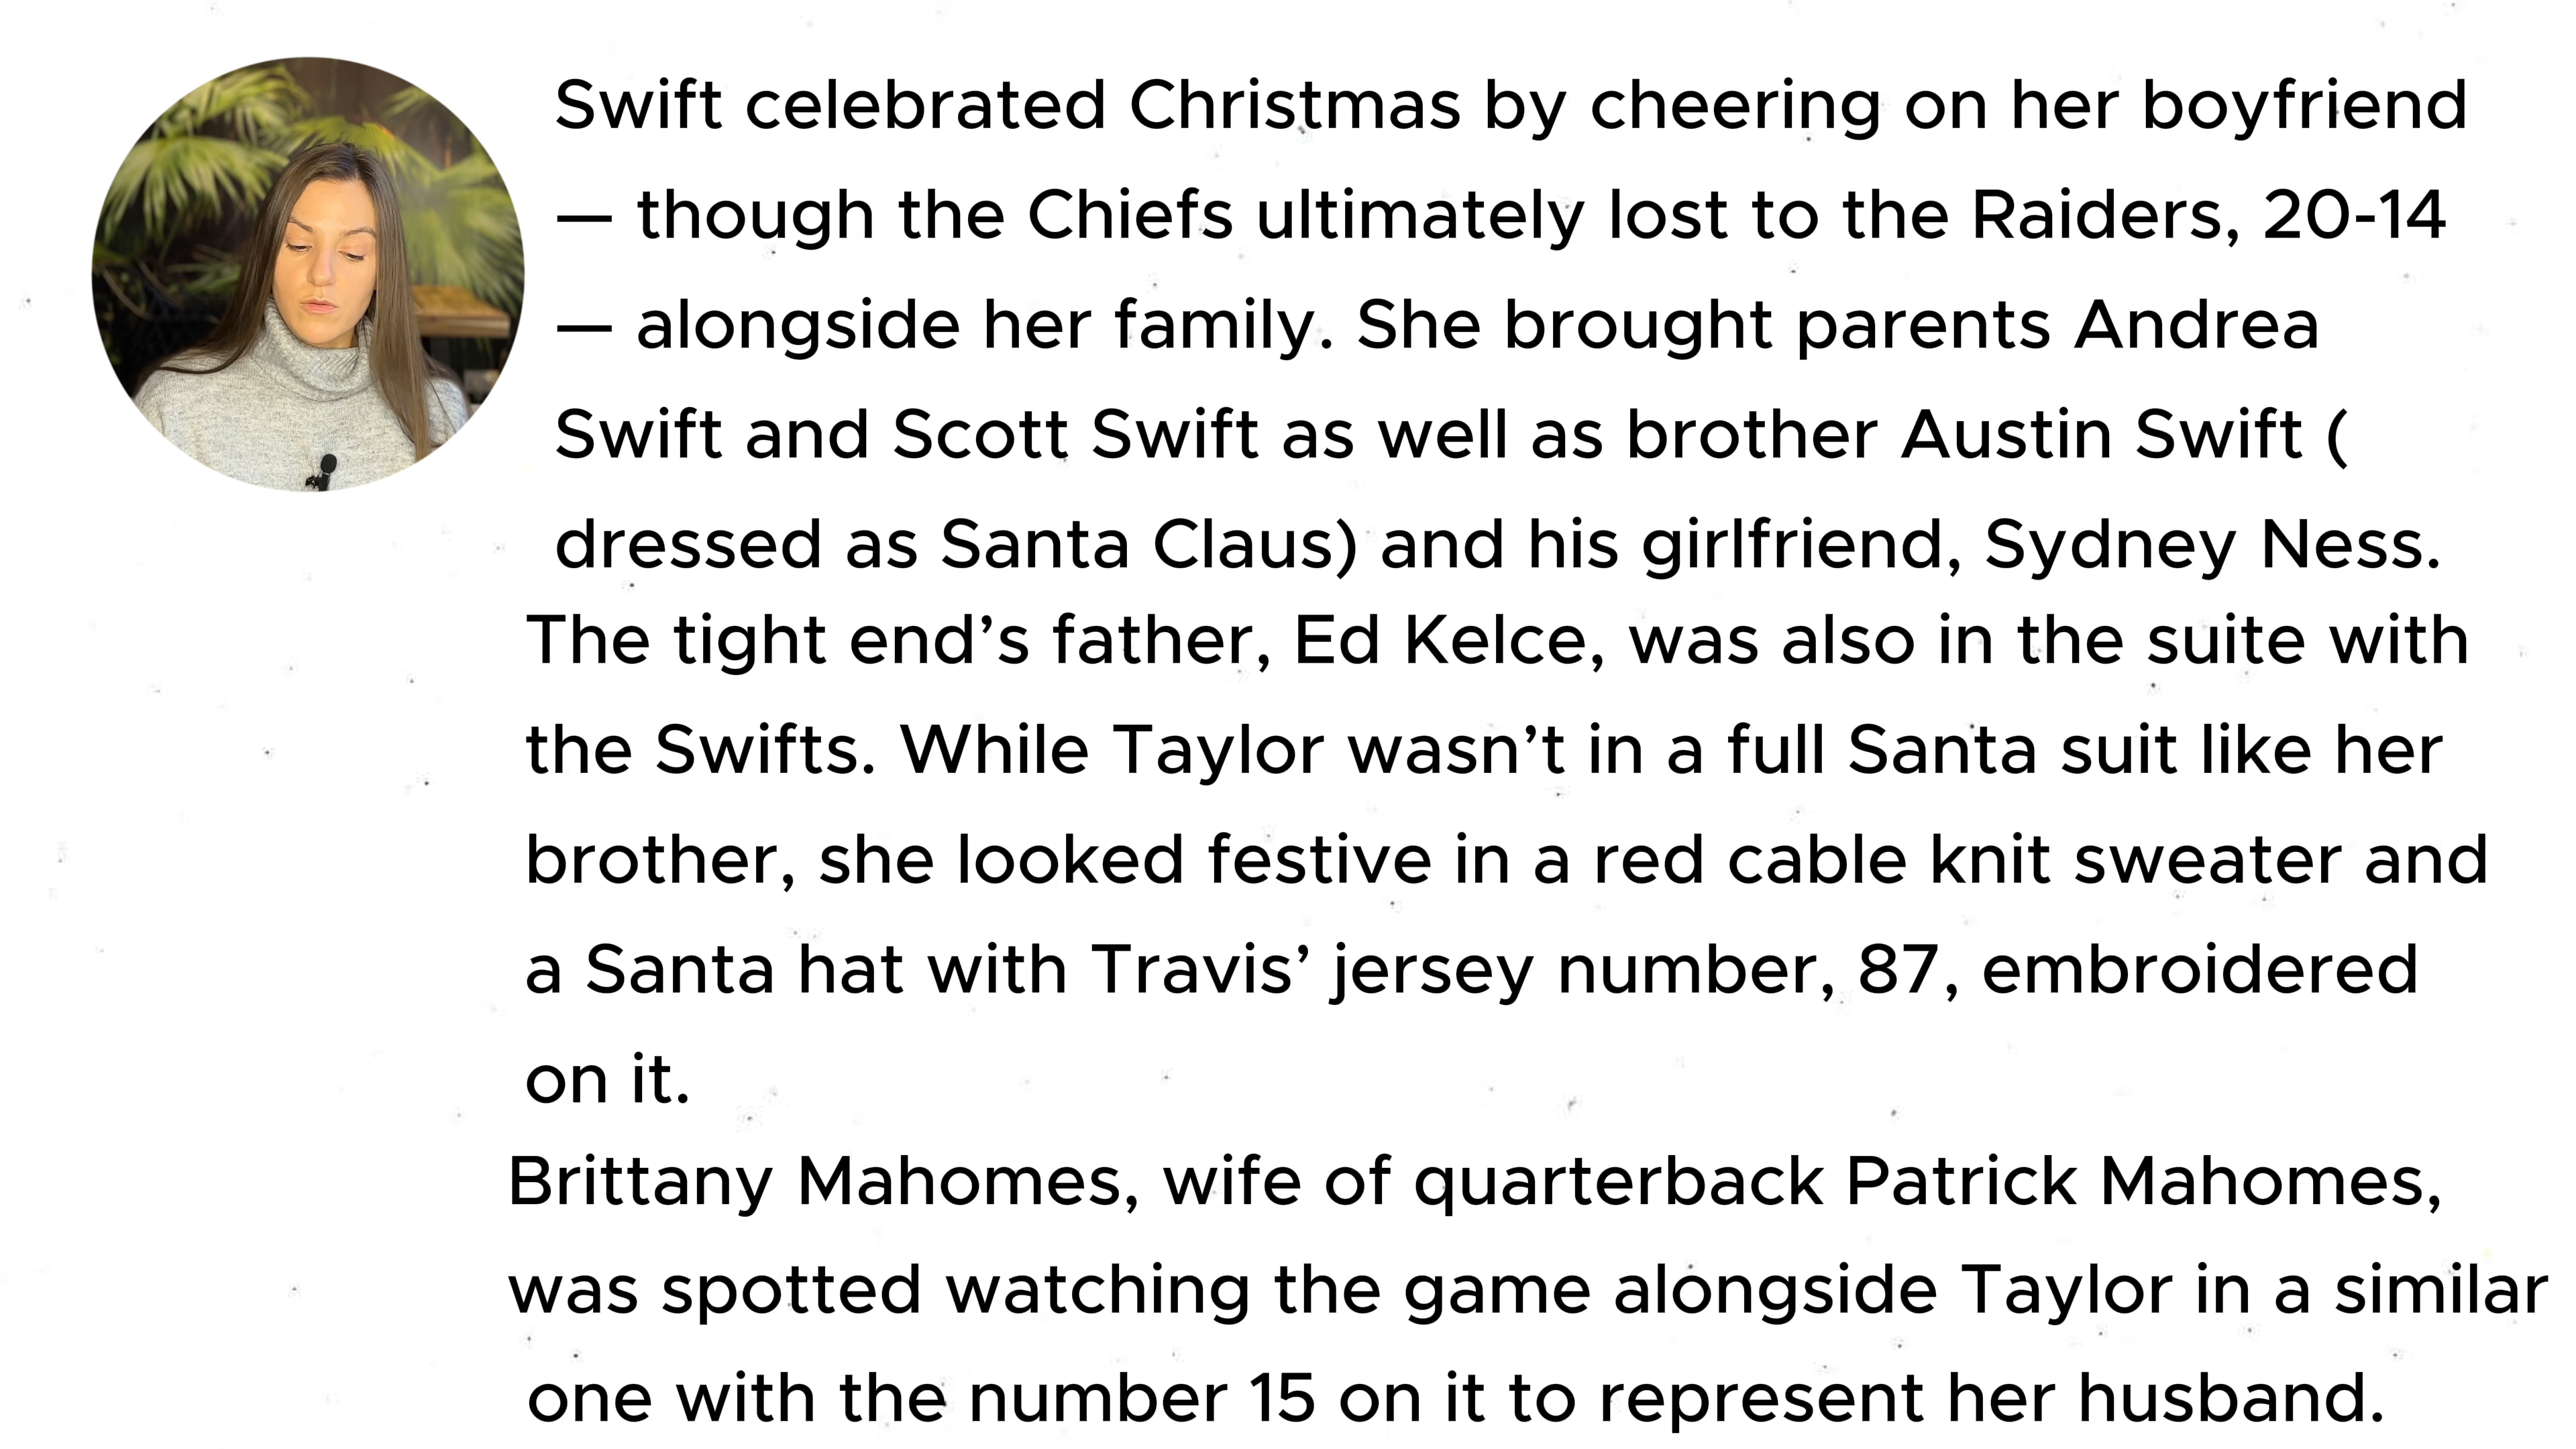 Swift celebrated Christmas by cheering on her boyfriend
— though the Chiefs ultimately lost to the Raiders, 20-14
— alongside her family. She brought parents Andrea
Swift and Scott Swift as well as brother Austin Swift (
dressed as Santa Claus) and his girlfriend, Sydney Ness.
The tight end’s father, Ed Kelce, was also in the suite with
the Swifts. While Taylor wasn’t in a full Santa suit like her
brother, she looked festive in a red cable knit sweater and
a Santa hat with Travis’ jersey number, 87, embroidered
on it.
Brittany Mahomes, wife of quarterback Patrick Mahomes,
was spotted watching the game alongside Taylor in a similar
one with the number 15 on it to represent her husband.